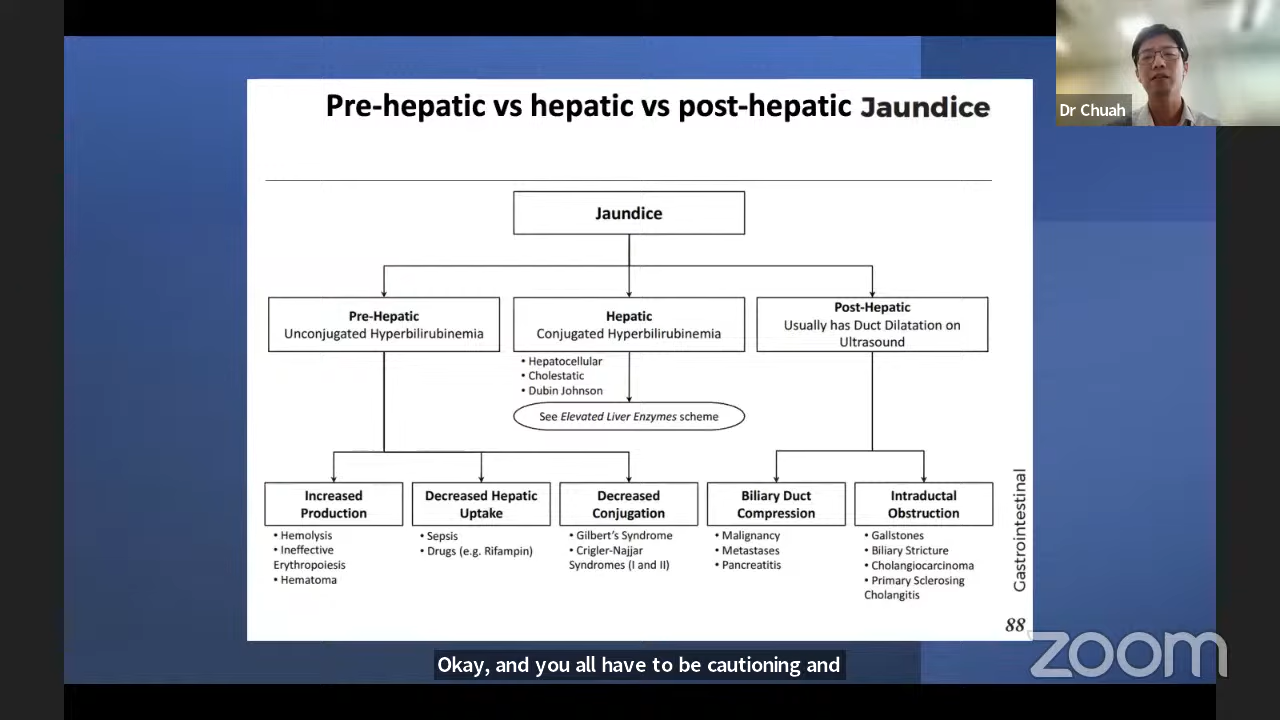 Pre-hepatic vs hepatic vs post-hepatic Jaundice
Dr Chuah
Jaundice
Pre-Hepatic
Unconjugated Hyperbilirubinemia
Hepatic
Conjugated Hyperbilirubinemia
Post-Hepatic
Usually has Duct Dilatation on
Ultrasound
• Hepatocellular
• Cholestatic
• Dubin Johnson
See Elevated Liver Enzymes scheme
Increased
Production
• Hemolysis
• Ineffective
Erythropoiesis
• Hematoma
Decreased Hepatic
Uptake
• Sepsis
• Drugs (e.g. Rifampin)
Decreased
Conjugation
• Gilbert's Syndrome
• Crigler-Najjar
Syndromes (I and II)
Biliary Duct
Compression
• Malignancy
• Metastases
• Pancreatitis
Intraductal
Obstruction
• Gallstones
• Biliary Stricture
• Cholangiocarcinoma
• Primary Sclerosing
Cholangitis
Gastrointestinal
88
zoom
Okay, and you all have to be cautioning and